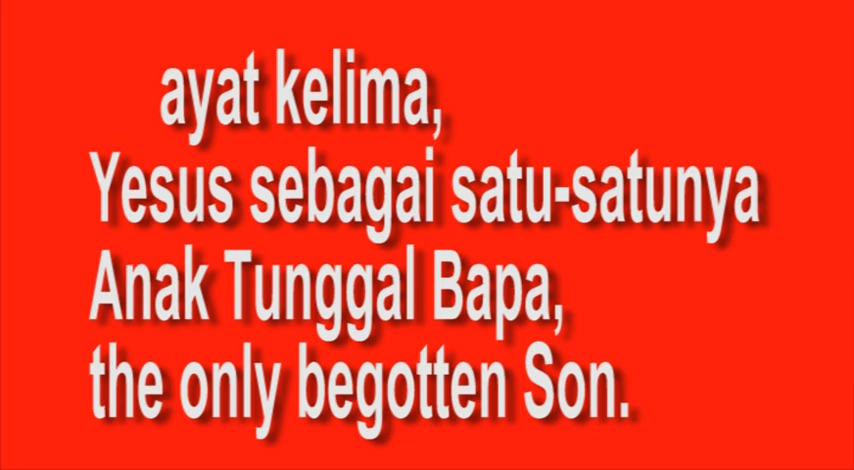 ayat kelima,
Yesus sebagai satu-satunya
Anak Tunggal Bapa,
the only begotten Son.